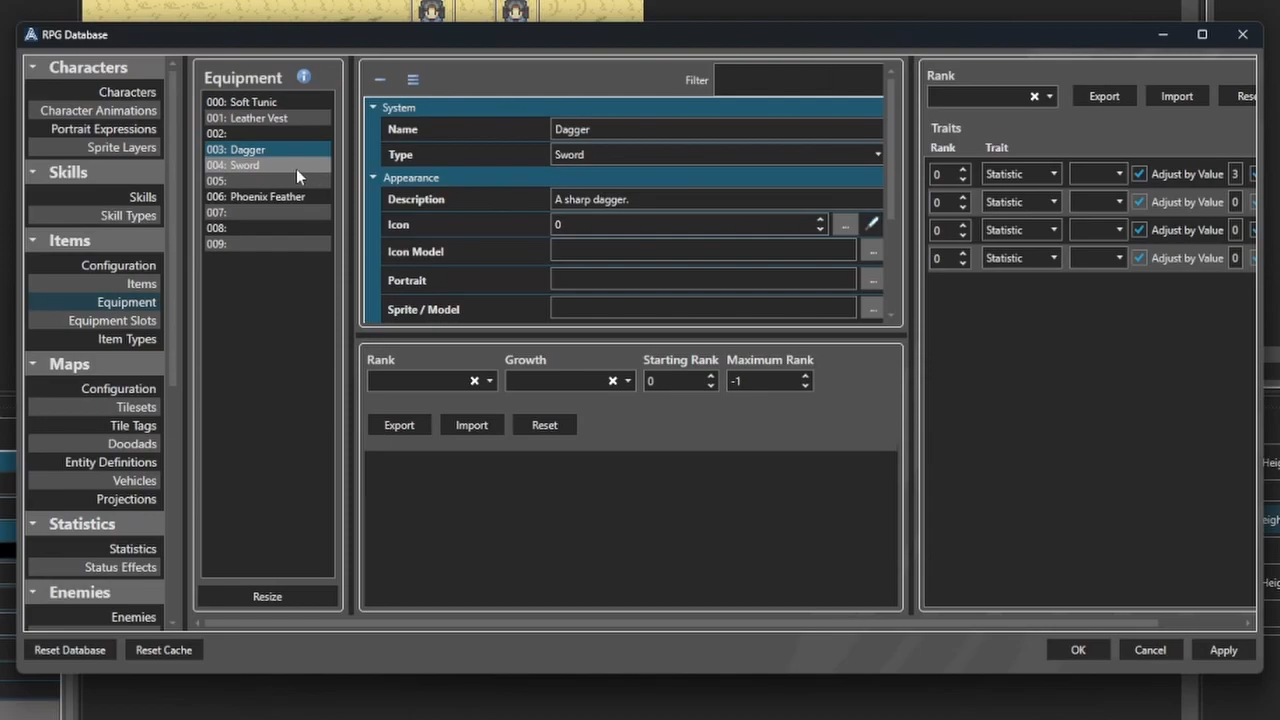 RPG Database
Characters
Characters
Character Animations
Portrait Expressions
Sprite Layers
Skills
Skills
Skill Types
Items
Configuration
Items
Equipment
Equipment Slots
Item Types
Maps
Configuration
Tilesets
Tile Tags
Doodads
Entity Definitions
Vehicles
Projections
Statistics
Statistics
Status Effects
Enemies
Enemies
Equipment
000: Soft Tunic
001: Leather Vest
002:
003: Dagger
004: Sword
005:
006: Phoenix Feather
007:
008:
009:
Resize
Filter
System
Name Dagger
Type Sword
Appearance
Description A sharp dagger.
Icon 0 ...
Icon Model ...
Portrait ...
Sprite / Model ...
Rank Growth Starting Rank Maximum Rank
0 -1
Export Import Reset
Rank
Export Import
Traits
Rank Trait
0 Statistic Adjust by Value 3
0 Statistic Adjust by Value 0
0 Statistic Adjust by Value 0
0 Statistic Adjust by Value 0
Reset Database Reset Cache OK Cancel Apply